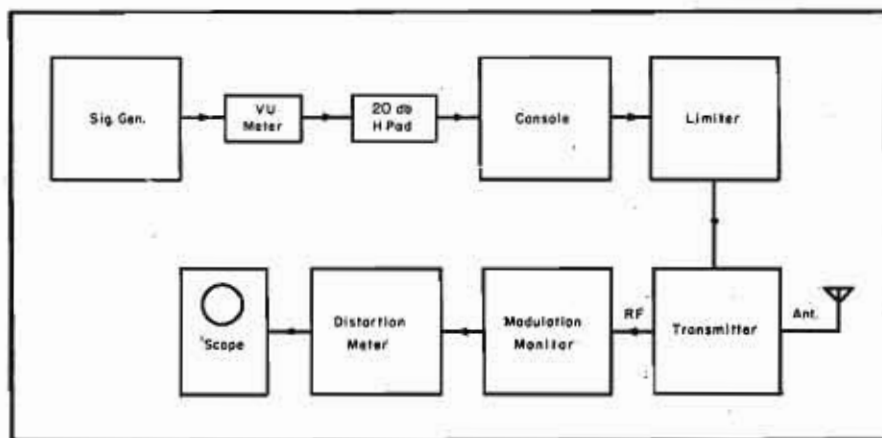 Sig. Gen.
VU
Meter
20 db
H Pad
Console
Limiter
'Scope
Distortion
Meter
Modulation
Monitor
RF
Transmitter
Ant.